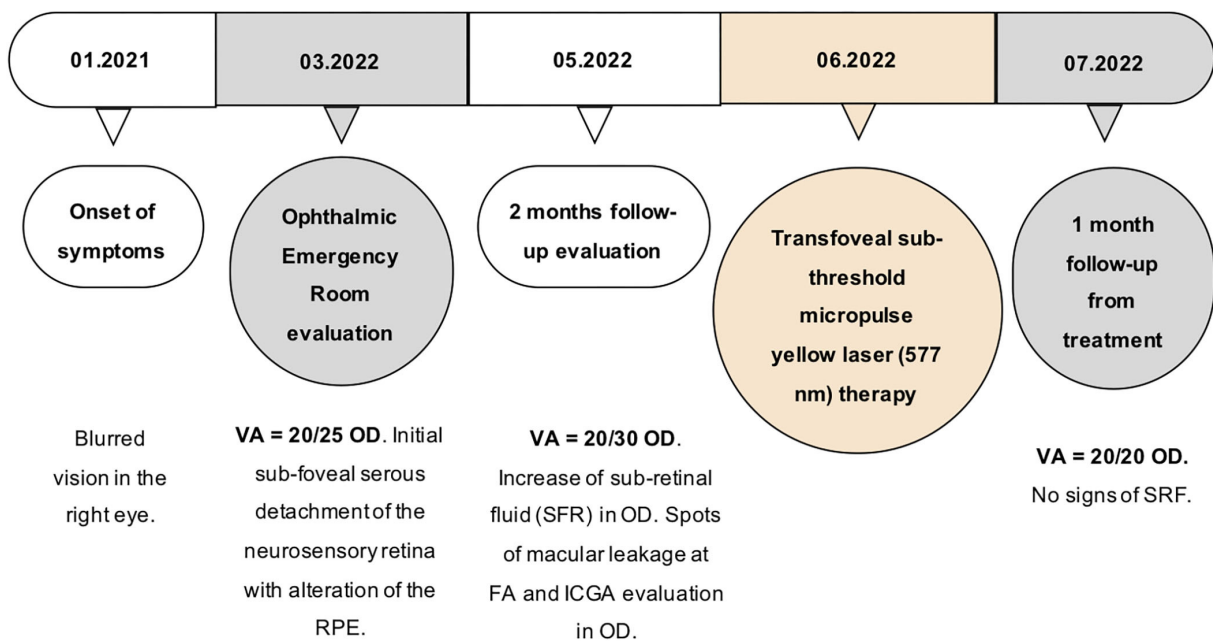 01.2021
03.2022
05.2022
06.2022
07.2022
Onset of
symptoms
Ophthalmic
Emergency
Room
evaluation
2 months follow-
up evaluation
Transfoveal sub-
threshold
micropulse
yellow laser (577
nm) therapy
1 month
follow-up
from
treatment
Blurred
vision in the
right eye.
VA = 20/25 OD. Initial
sub-foveal serous
detachment of the
neurosensory retina
with alteration of the
RPE.
VA = 20/30 OD.
Increase of sub-retinal
fluid (SFR) in OD. Spots
of macular leakage at
FA and ICGA evaluation
in OD.
VA = 20/20 OD.
No signs of SRF.